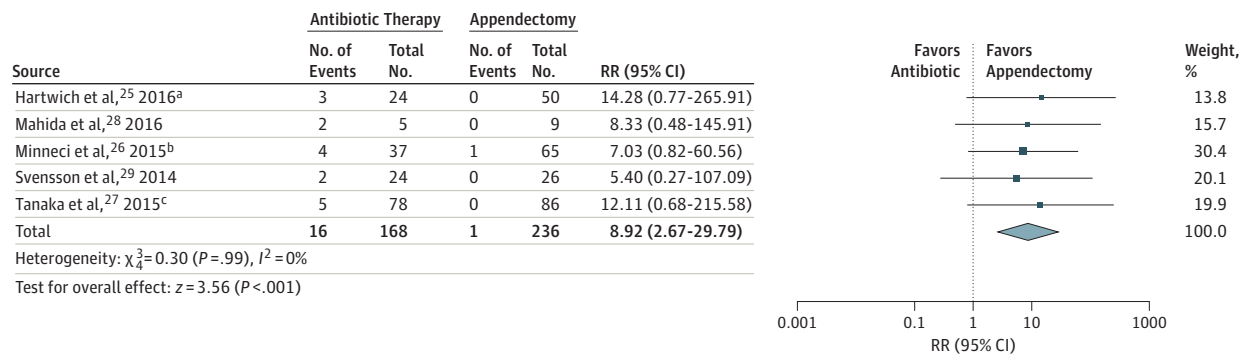 Antibiotic Therapy Appendectomy
No. of Total No. of Total Favors Favors Weight,
Source Events No. Events No. RR (95% CI) Antibiotic Appendectomy %
Hartwich et al,25 2016a 3 24 0 50 14.28 (0.77-265.91) 13.8
Mahida et al,28 2016 2 5 0 9 8.33 (0.48-145.91) 15.7
Minneci et al,26 2015b 4 37 1 65 7.03 (0.82-60.56) 30.4
Svensson et al,29 2014 2 24 0 26 5.40 (0.27-107.09) 20.1
Tanaka et al,27 2015c 5 78 0 86 12.11 (0.68-215.58) 19.9
Total 16 168 1 236 8.92 (2.67-29.79) 100.0
Heterogeneity: χ³₄=0.30 (P=.99), I²=0%
Test for overall effect: z=3.56 (P<.001)
0.001 0.1 1 10 1000
RR (95% CI)